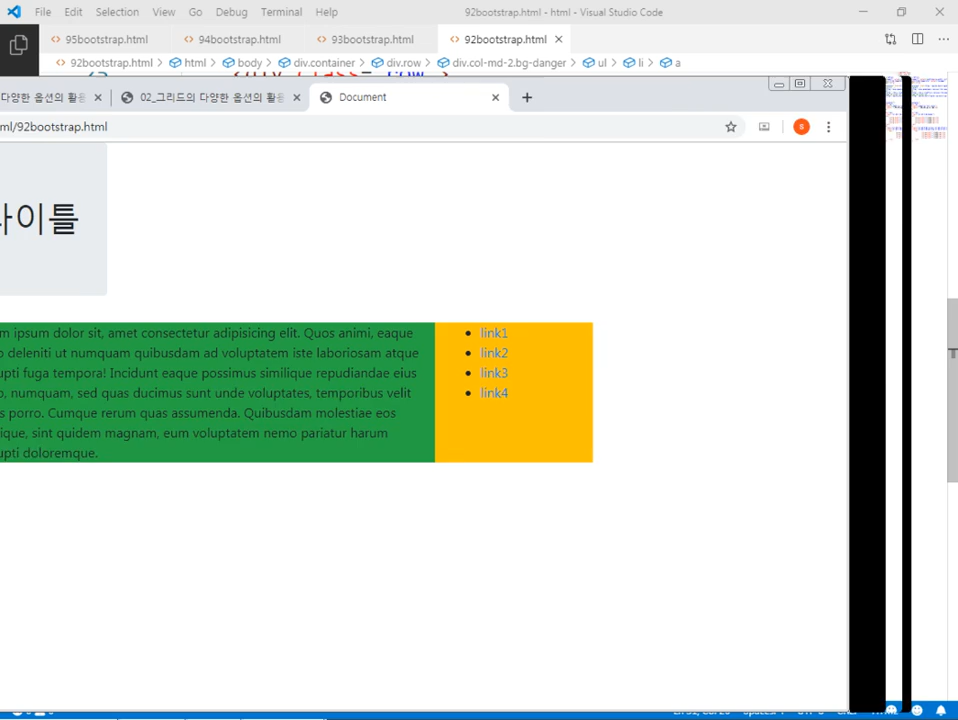 File Edit Selection View Go Debug Terminal Help 92bootstrap.html - html - Visual Studio Code
95bootstrap.html 94bootstrap.html 93bootstrap.html 92bootstrap.html
92bootstrap.html > html > body > div.container > div.row > div.col-md-2.bg-danger > ul > li > a
다양한 옵션의 활용 02_그리드의 다양한 옵션의 활용 Document
ml/92bootstrap.html
s
타이틀
m ipsum dolor sit, amet consectetur adipisicing elit. Quos animi, eaque
o deleniti ut numquam quibusdam ad voluptatem iste laboriosam atque
upti fuga tempora! Incidunt eaque possimus similique repudiandae eius
o, numquam, sed quas ducimus sunt unde voluptates, temporibus velit
s porro. Cumque rerum quas assumenda. Quibusdam molestiae eos
ique, sint quidem magnam, eum voluptatem nemo pariatur harum
upti doloremque.
link1
link2
link3
link4